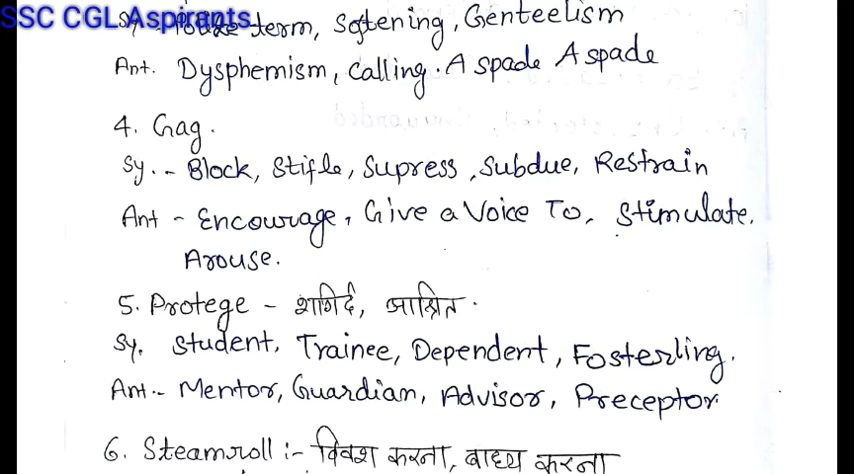 SSC CGL Aspirants
Sy. Polite term, Softening, Genteelism
Ant. Dysphemism, Calling. A spade A spade
4. Gag.
Sy. - Block, Stifle, Supress, Subdue, Restrain
Ant - Encourage, Give a Voice To, Stimulate.
Arouse.
5. Protege - शागिर्द, आश्रित.
Sy. Student, Trainee, Dependent, Fosterling.
Ant.- Mentor, Guardian, Advisor, Preceptor.
6. Steamroll :- विवश करना, बाध्य करना